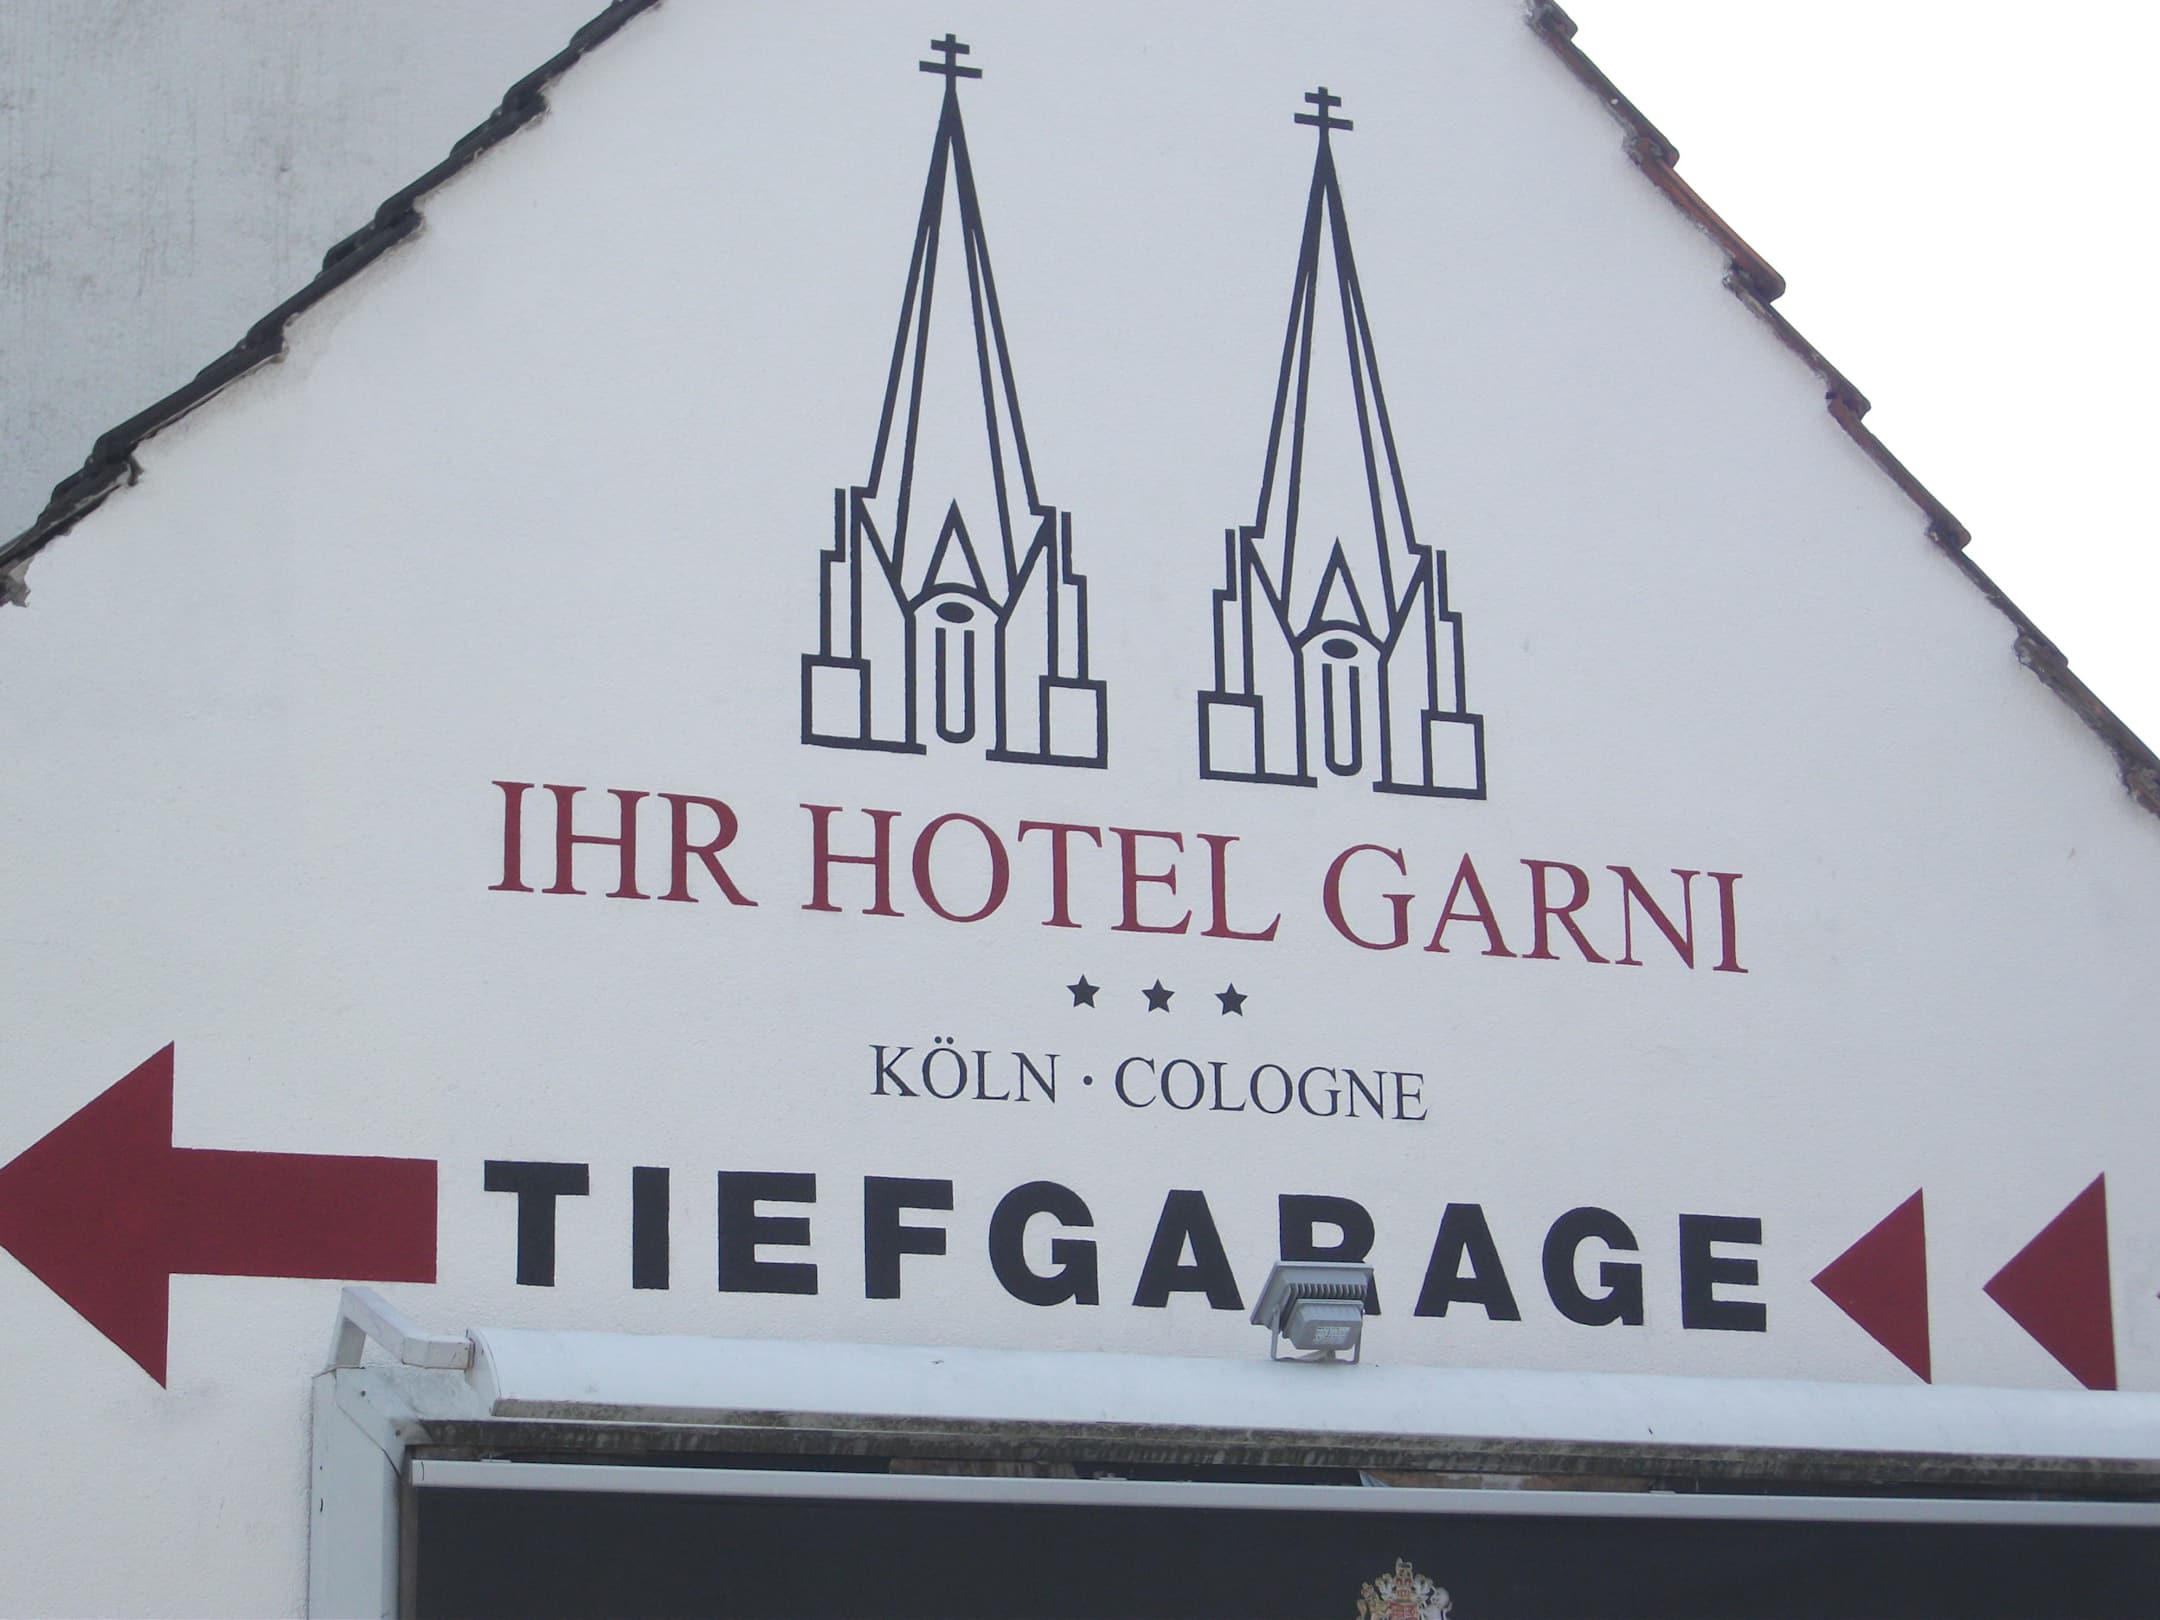 IHR HOTEL GARNI
★ ★ ★
KÖLN · COLOGNE
TIEFGARAGE